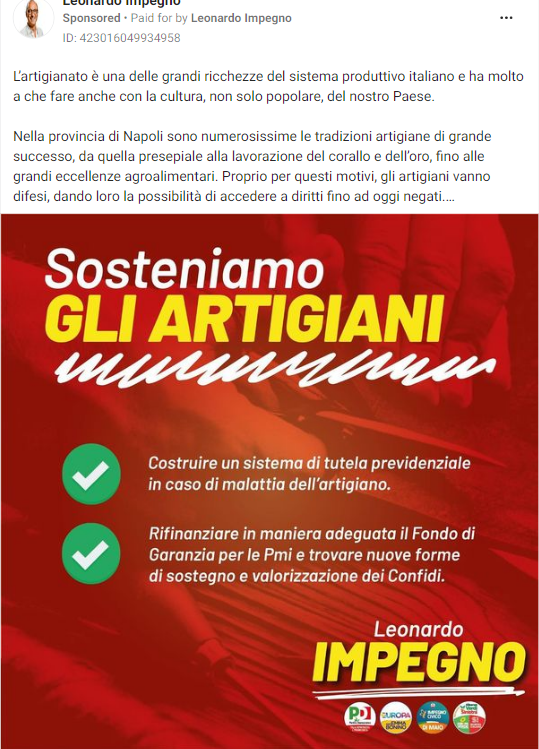 Leonardo Impegno
Sponsored • Paid for by Leonardo Impegno
ID: 423016049934958
L'artigianato è una delle grandi ricchezze del sistema produttivo italiano e ha molto
a che fare anche con la cultura, non solo popolare, del nostro Paese.
Nella provincia di Napoli sono numerosissime le tradizioni artigiane di grande
successo, da quella presepiale alla lavorazione del corallo e dell'oro, fino alle
grandi eccellenze agroalimentari. Proprio per questi motivi, gli artigiani vanno
difesi, dando loro la possibilità di accedere a diritti fino ad oggi negati....
Sosteniamo
GLI ARTIGIANI
Costruire un sistema di tutela previdenziale
in caso di malattia dell'artigiano.
Rifinanziare in maniera adeguata il Fondo di
Garanzia per le Pmi e trovare nuove forme
di sostegno e valorizzazione dei Confidi.
Leonardo
IMPEGNO
PD
EUROPA
EMMA
BONINO
IMPEGNO
CIVICO
DI MAIO